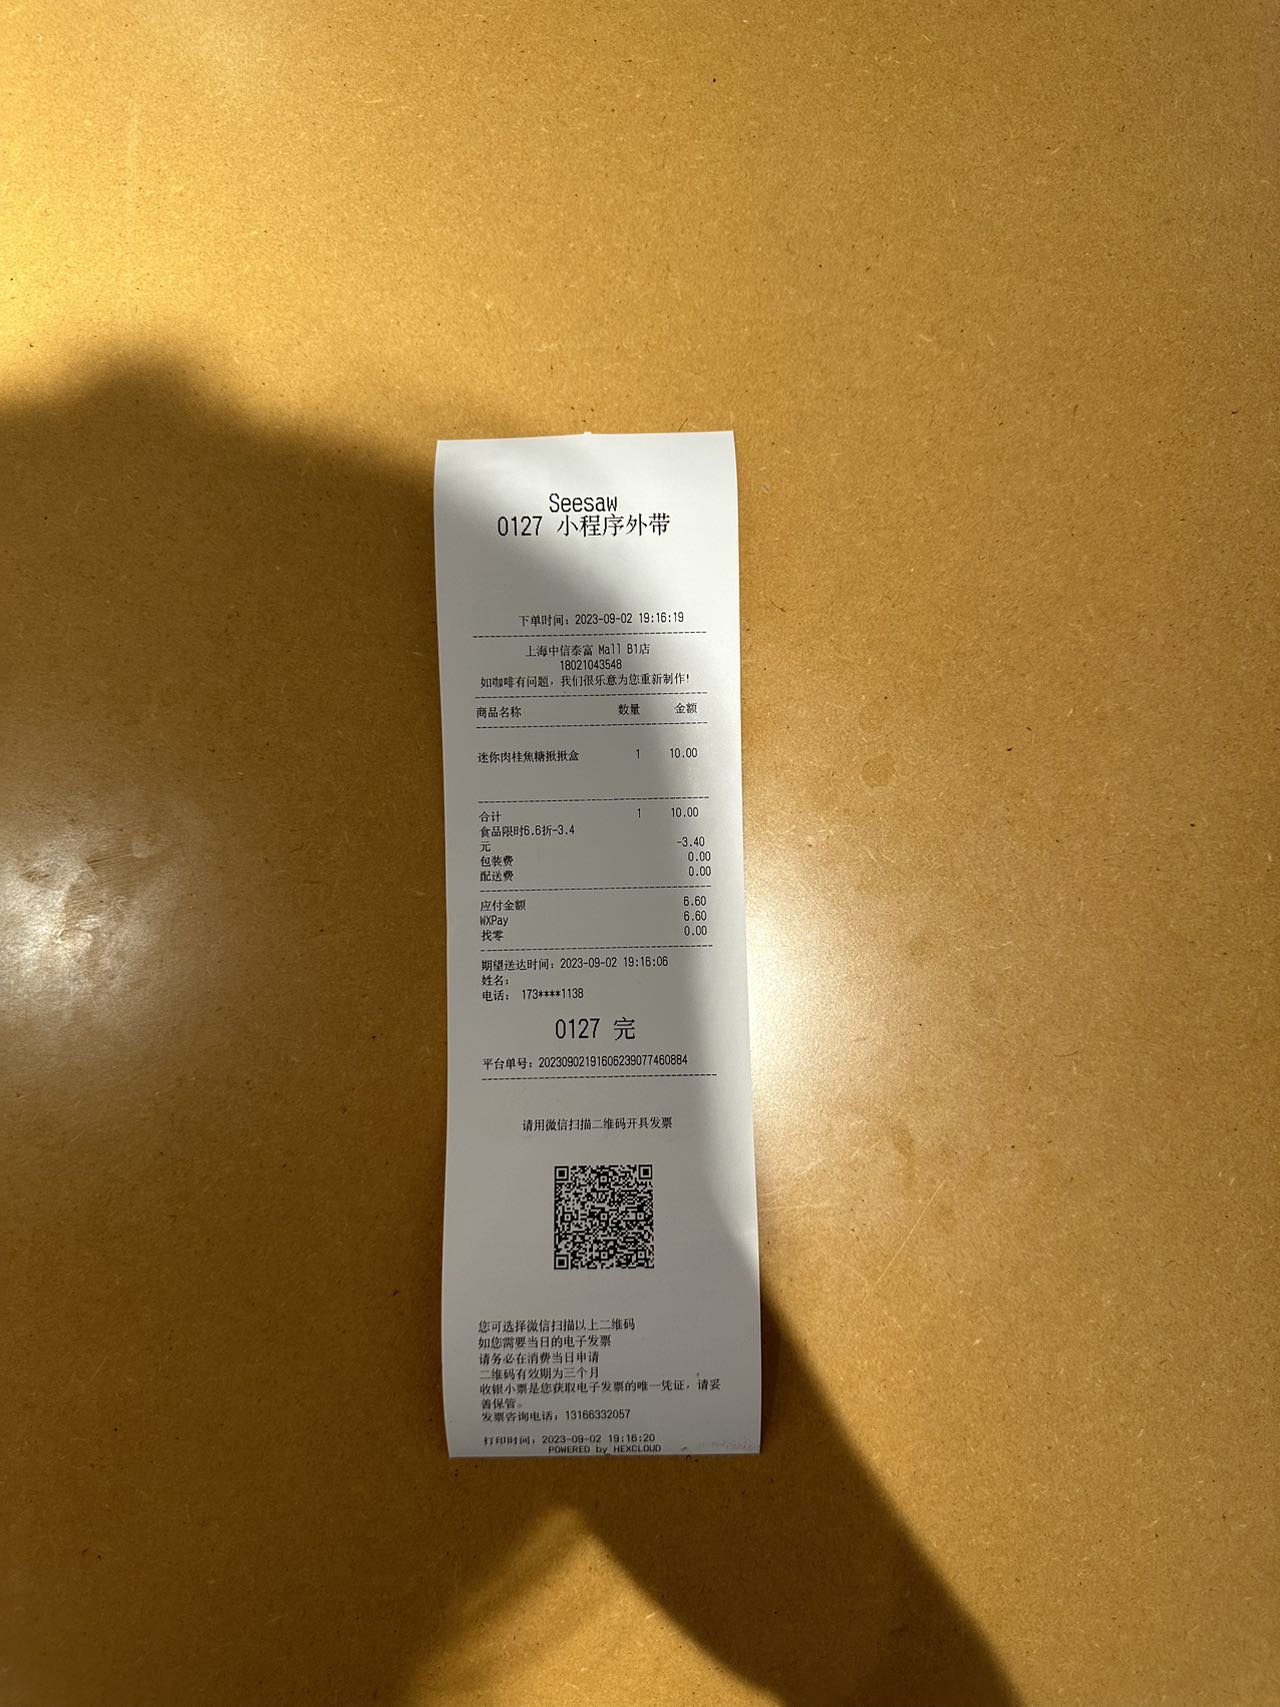 Seesaw
0127 小程序外带
下单时间：2023-09-02 19:16:19
上海中信泰富 Mall B1店
18021043548
如咖啡有问题，我们很乐意为您重新制作！
商品名称 数量 金额
迷你肉桂焦糖揪揪盒 1 10.00
合计 1 10.00
食品限时6.6折-3.4
元 -3.40
包装费 0.00
配送费 0.00
应付金额 6.60
WXPay 6.60
找零 0.00
期望送达时间：2023-09-02 19:16:06
姓名：
电话： 173****1138
0127 完
平台单号：20230902191606239077460884
请用微信扫描二维码开具发票
您可选择微信扫描以上二维码
如您需要当日的电子发票
请务必在消费当日申请
二维码有效期为三个月
收银小票是您获取电子发票的唯一凭证，请妥
善保管。
发票咨询电话：13166332057
打印时间：2023-09-02 19:16:20
POWERED by HEXCLOUD